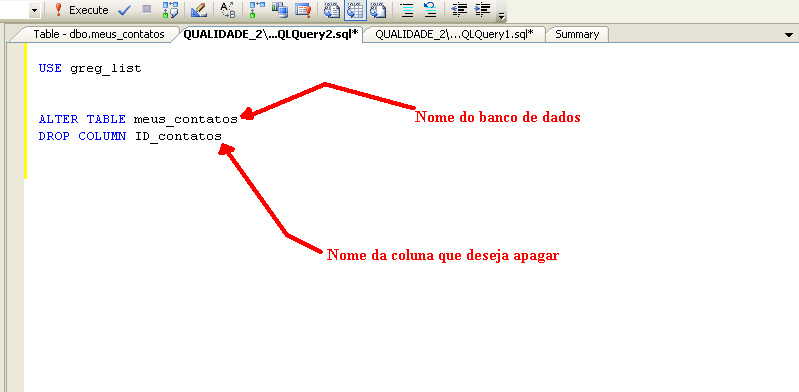 Execute
Table - dbo.meus_contatos
QUALIDADE_2\...QLQuery2.sql*
QUALIDADE_2\...QLQuery1.sql*
Summary
USE greg_list
ALTER TABLE meus_contatos
Nome do banco de dados
DROP COLUMN ID_contatos
Nome da coluna que deseja apagar